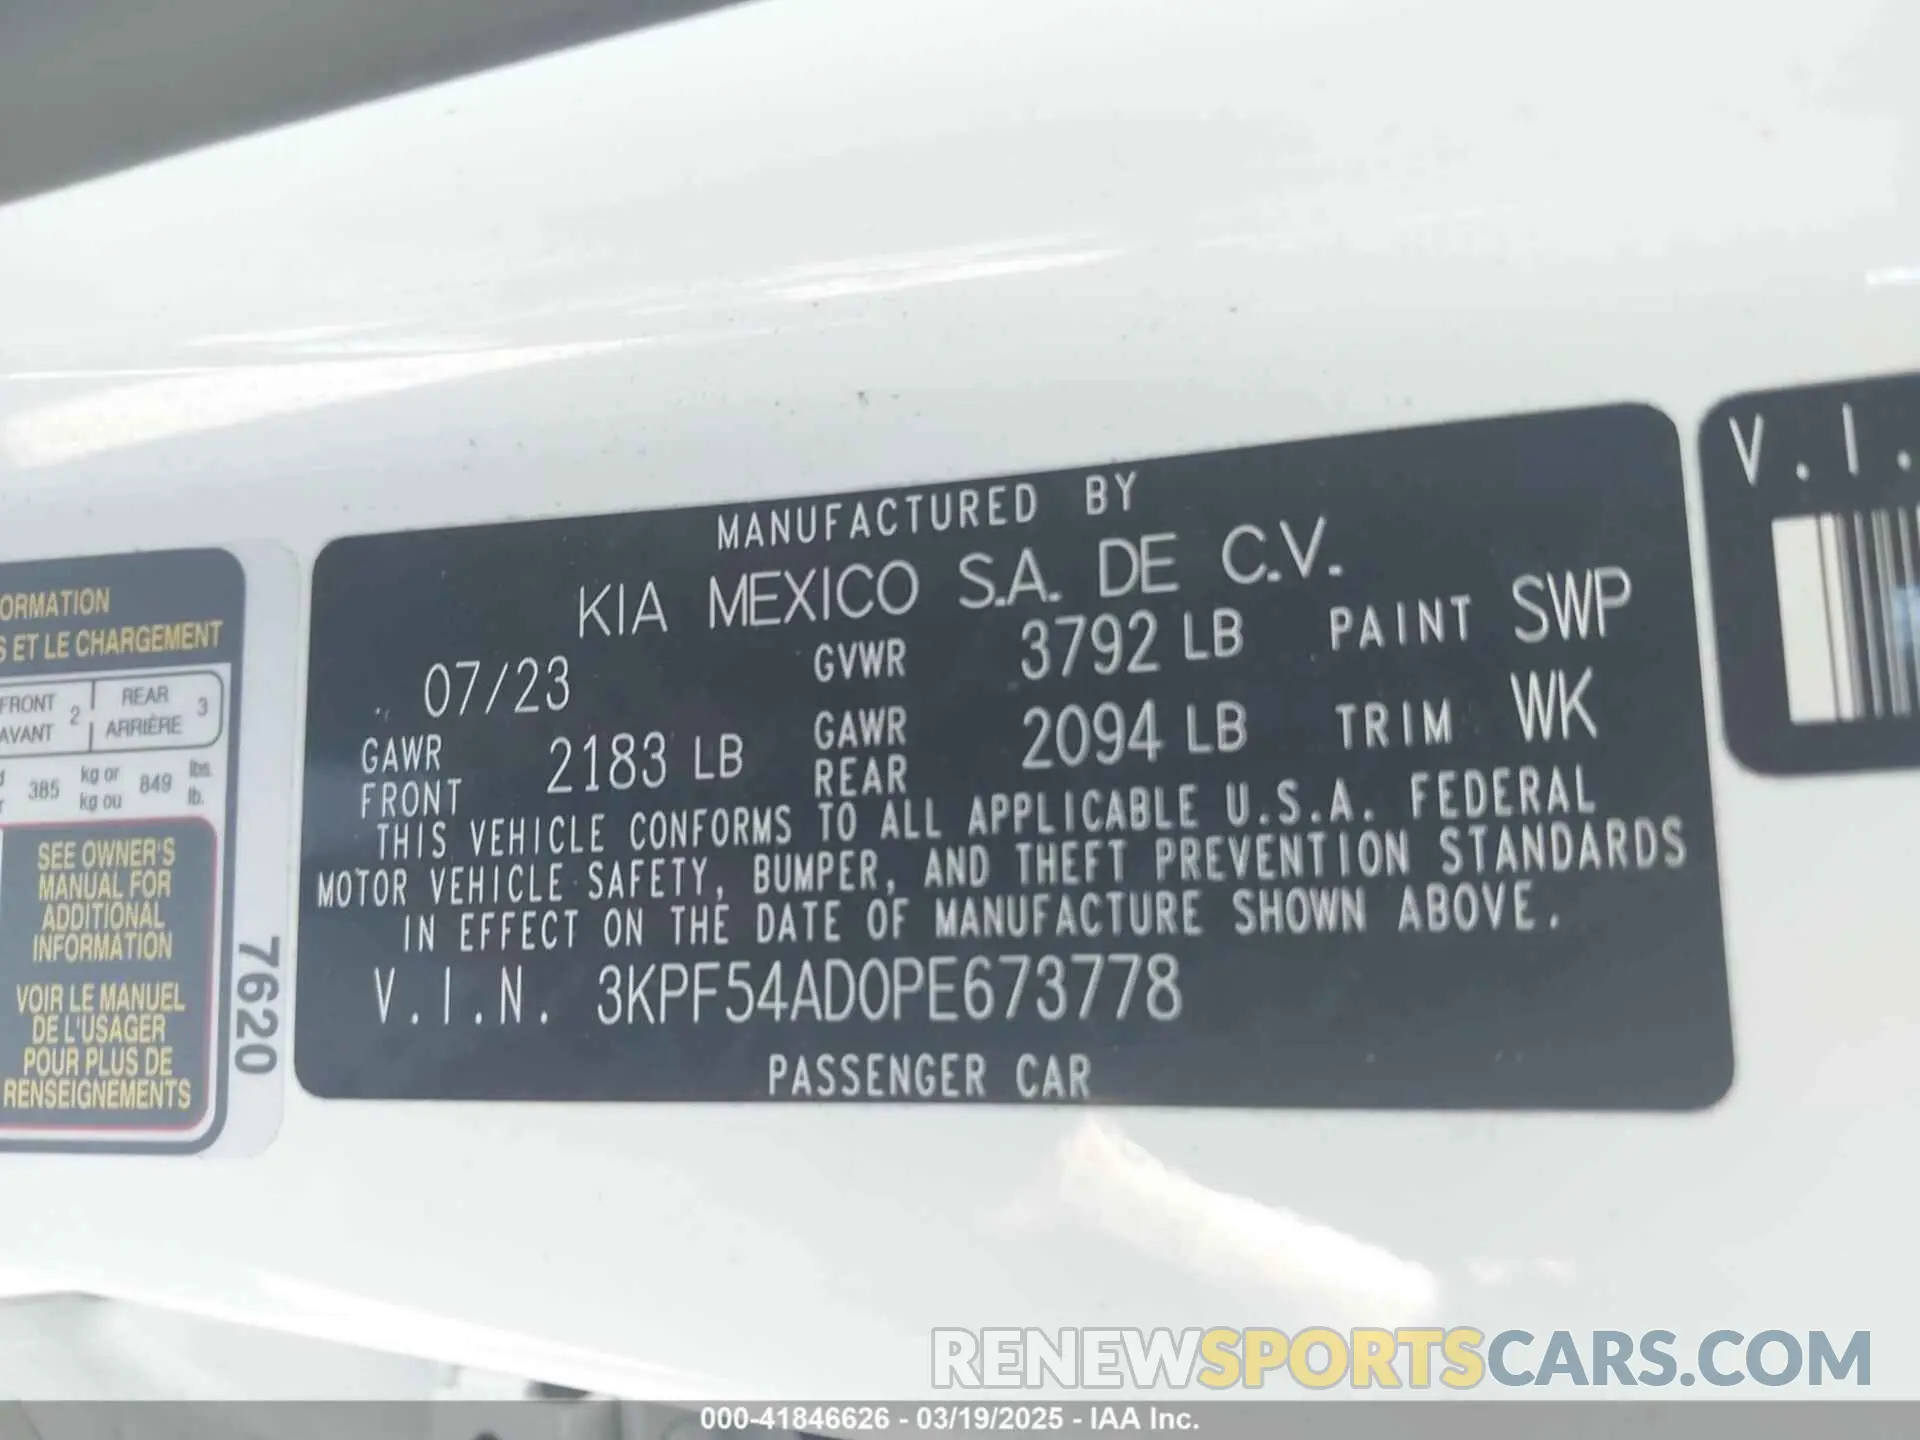 ORMATION
S ET LE CHARGEMENT
FRONT
AVANT
2
REAR
ARRIÈRE
3
385
kg or
kg ou
849
lbs.
lb.
SEE OWNER'S
MANUAL FOR
ADDITIONAL
INFORMATION
VOIR LE MANUEL
DE L'USAGER
POUR PLUS DE
RENSEIGNEMENTS
7620
MANUFACTURED BY
KIA MEXICO S.A. DE C.V.
07/23 GVWR 3792 LB PAINT SWP
GAWR FRONT 2183 LB GAWR REAR 2094 LB TRIM WK
THIS VEHICLE CONFORMS TO ALL APPLICABLE U.S.A. FEDERAL
MOTOR VEHICLE SAFETY, BUMPER, AND THEFT PREVENTION STANDARDS
IN EFFECT ON THE DATE OF MANUFACTURE SHOWN ABOVE.
V.I.N. 3KPF54AD0PE673778
PASSENGER CAR
V.I.
RENEWSPORTSCARS.COM
000-41846626 - 03/19/2025 - IAA Inc.